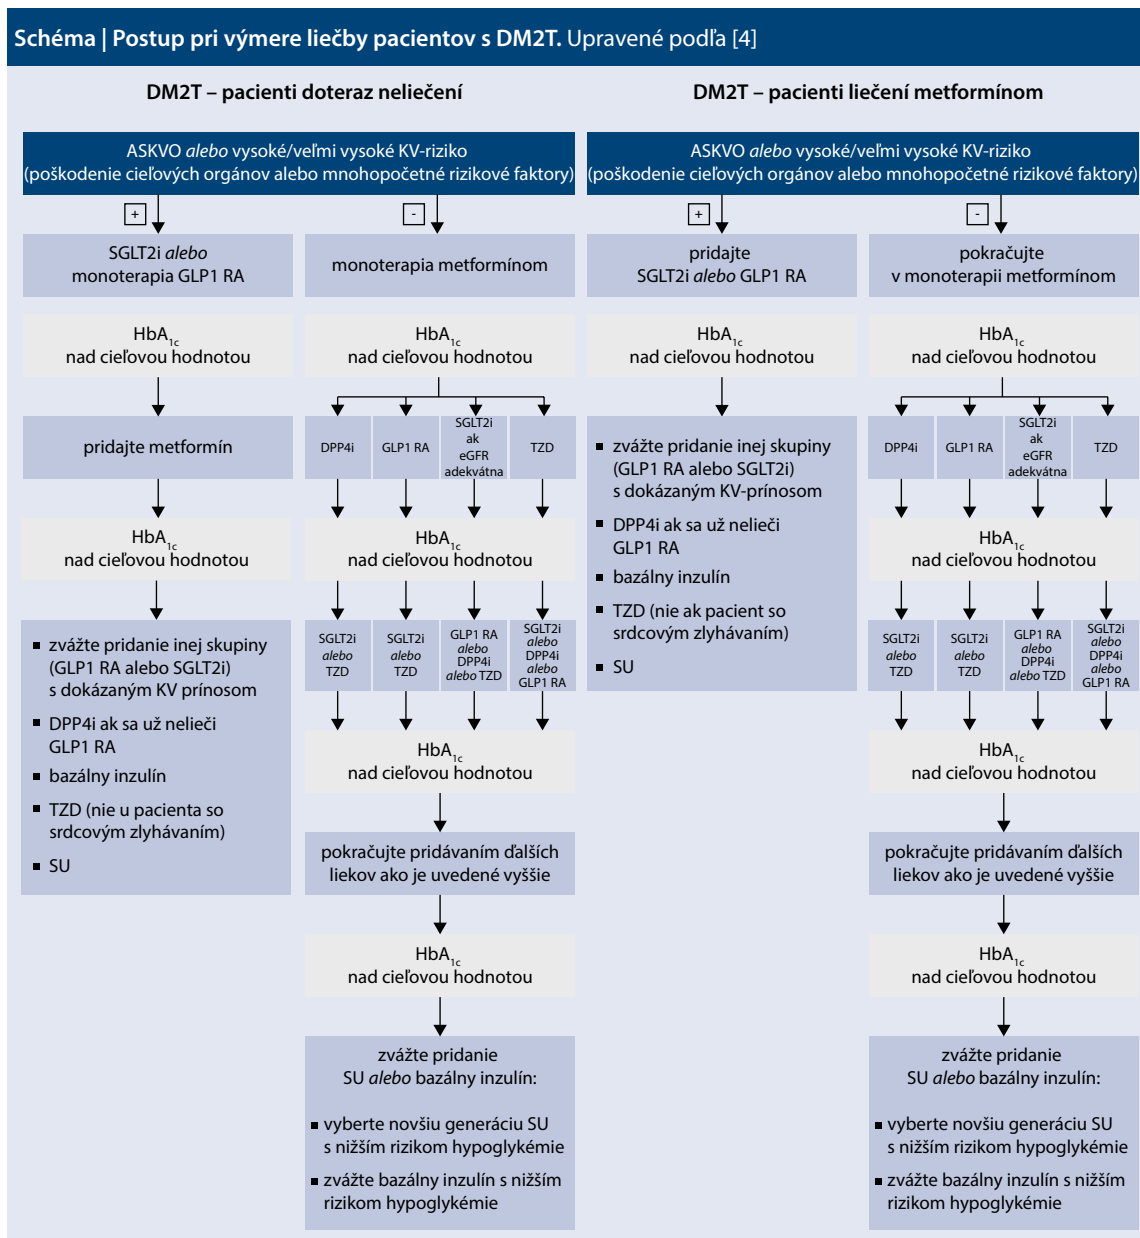 Schéma | Postup pri výmere liečby pacientov s DM2T. Upravené podľa [4]
DM2T – pacienti doteraz neliečení
ASKVO alebo vysoké/veľmi vysoké KV-riziko
(poškodenie cieľových orgánov alebo mnohopočetné rizikové faktory)
+
SGLT2i alebo
monoterapia GLP1 RA
HbA1c
nad cieľovou hodnotou
pridajte metformín
HbA1c
nad cieľovou hodnotou
▪ zvážte pridanie inej skupiny
(GLP1 RA alebo SGLT2i)
s dokázaným KV prínosom
▪ DPP4i ak sa už nelieči
GLP1 RA
▪ bazálny inzulín
▪ TZD (nie u pacienta so
srdcovým zlyhávaním)
▪ SU
-
monoterapia metformínom
HbA1c
nad cieľovou hodnotou
DPP4i
GLP1 RA
SGLT2i
ak
eGFR
adekvátna
TZD
HbA1c
nad cieľovou hodnotou
SGLT2i
alebo
TZD
SGLT2i
alebo
TZD
GLP1 RA
alebo
DPP4i
alebo TZD
SGLT2i
alebo
DPP4i
alebo
GLP1 RA
HbA1c
nad cieľovou hodnotou
pokračujte pridávaním ďalších
liekov ako je uvedené vyššie
HbA1c
nad cieľovou hodnotou
zvážte pridanie
SU alebo bazálny inzulín:
▪ vyberte novšiu generáciu SU
s nižším rizikom hypoglykémie
▪ zvážte bazálny inzulín s nižším
rizikom hypoglykémie
DM2T – pacienti liečení metformínom
ASKVO alebo vysoké/veľmi vysoké KV-riziko
(poškodenie cieľových orgánov alebo mnohopočetné rizikové faktory)
+
pridajte
SGLT2i alebo GLP1 RA
HbA1c
nad cieľovou hodnotou
▪ zvážte pridanie inej skupiny
(GLP1 RA alebo SGLT2i)
s dokázaným KV-prínosom
▪ DPP4i ak sa už nelieči
GLP1 RA
▪ bazálny inzulín
▪ TZD (nie ak pacient so
srdcovým zlyhávaním)
▪ SU
-
pokračujte
v monoterapii metformínom
HbA1c
nad cieľovou hodnotou
DPP4i
GLP1 RA
SGLT2i
ak
eGFR
adekvátna
TZD
HbA1c
nad cieľovou hodnotou
SGLT2i
alebo
TZD
SGLT2i
alebo
TZD
GLP1 RA
alebo
DPP4i
alebo TZD
SGLT2i
alebo
DPP4i
alebo
GLP1 RA
HbA1c
nad cieľovou hodnotou
pokračujte pridávaním ďalších
liekov ako je uvedené vyššie
HbA1c
nad cieľovou hodnotou
zvážte pridanie
SU alebo bazálny inzulín:
▪ vyberte novšiu generáciu SU
s nižším rizikom hypoglykémie
▪ zvážte bazálny inzulín s nižším
rizikom hypoglykémie